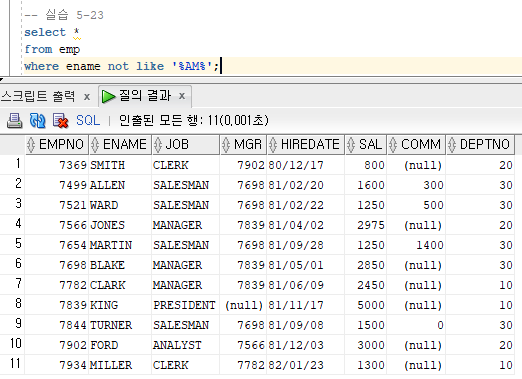 -- 실습 5-23
select *
from emp
where ename not like '%AM%';
스크립트 출력 x 질의 결과 x
SQL | 인출된 모든 행: 11(0,001초)
EMPNO ENAME JOB MGR HIREDATE SAL COMM DEPTNO
1 7369 SMITH CLERK 7902 80/12/17 800 (null) 20
2 7499 ALLEN SALESMAN 7698 81/02/20 1600 300 30
3 7521 WARD SALESMAN 7698 81/02/22 1250 500 30
4 7566 JONES MANAGER 7839 81/04/02 2975 (null) 20
5 7654 MARTIN SALESMAN 7698 81/09/28 1250 1400 30
6 7698 BLAKE MANAGER 7839 81/05/01 2850 (null) 30
7 7782 CLARK MANAGER 7839 81/06/09 2450 (null) 10
8 7839 KING PRESIDENT (null) 81/11/17 5000 (null) 10
9 7844 TURNER SALESMAN 7698 81/09/08 1500 0 30
10 7902 FORD ANALYST 7566 81/12/03 3000 (null) 20
11 7934 MILLER CLERK 7782 82/01/23 1300 (null) 10